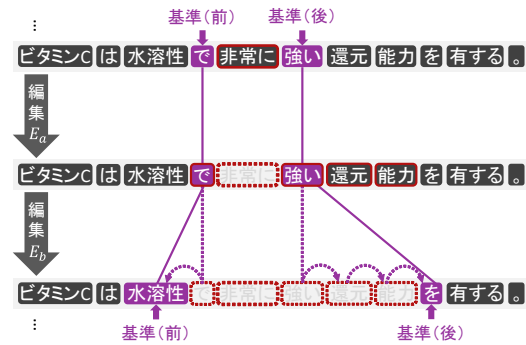 基準(前) 基準(後)
⋮
ビタミンC は 水溶性 で 非常に 強い 還元 能力 を 有する 。
編集 Ea
ビタミンC は 水溶性 で 非常に 強い 還元 能力 を 有する 。
編集 Eb
ビタミンC は 水溶性 で 非常に 強い 還元 能力 を 有する 。
⋮
基準(前) 基準(後)